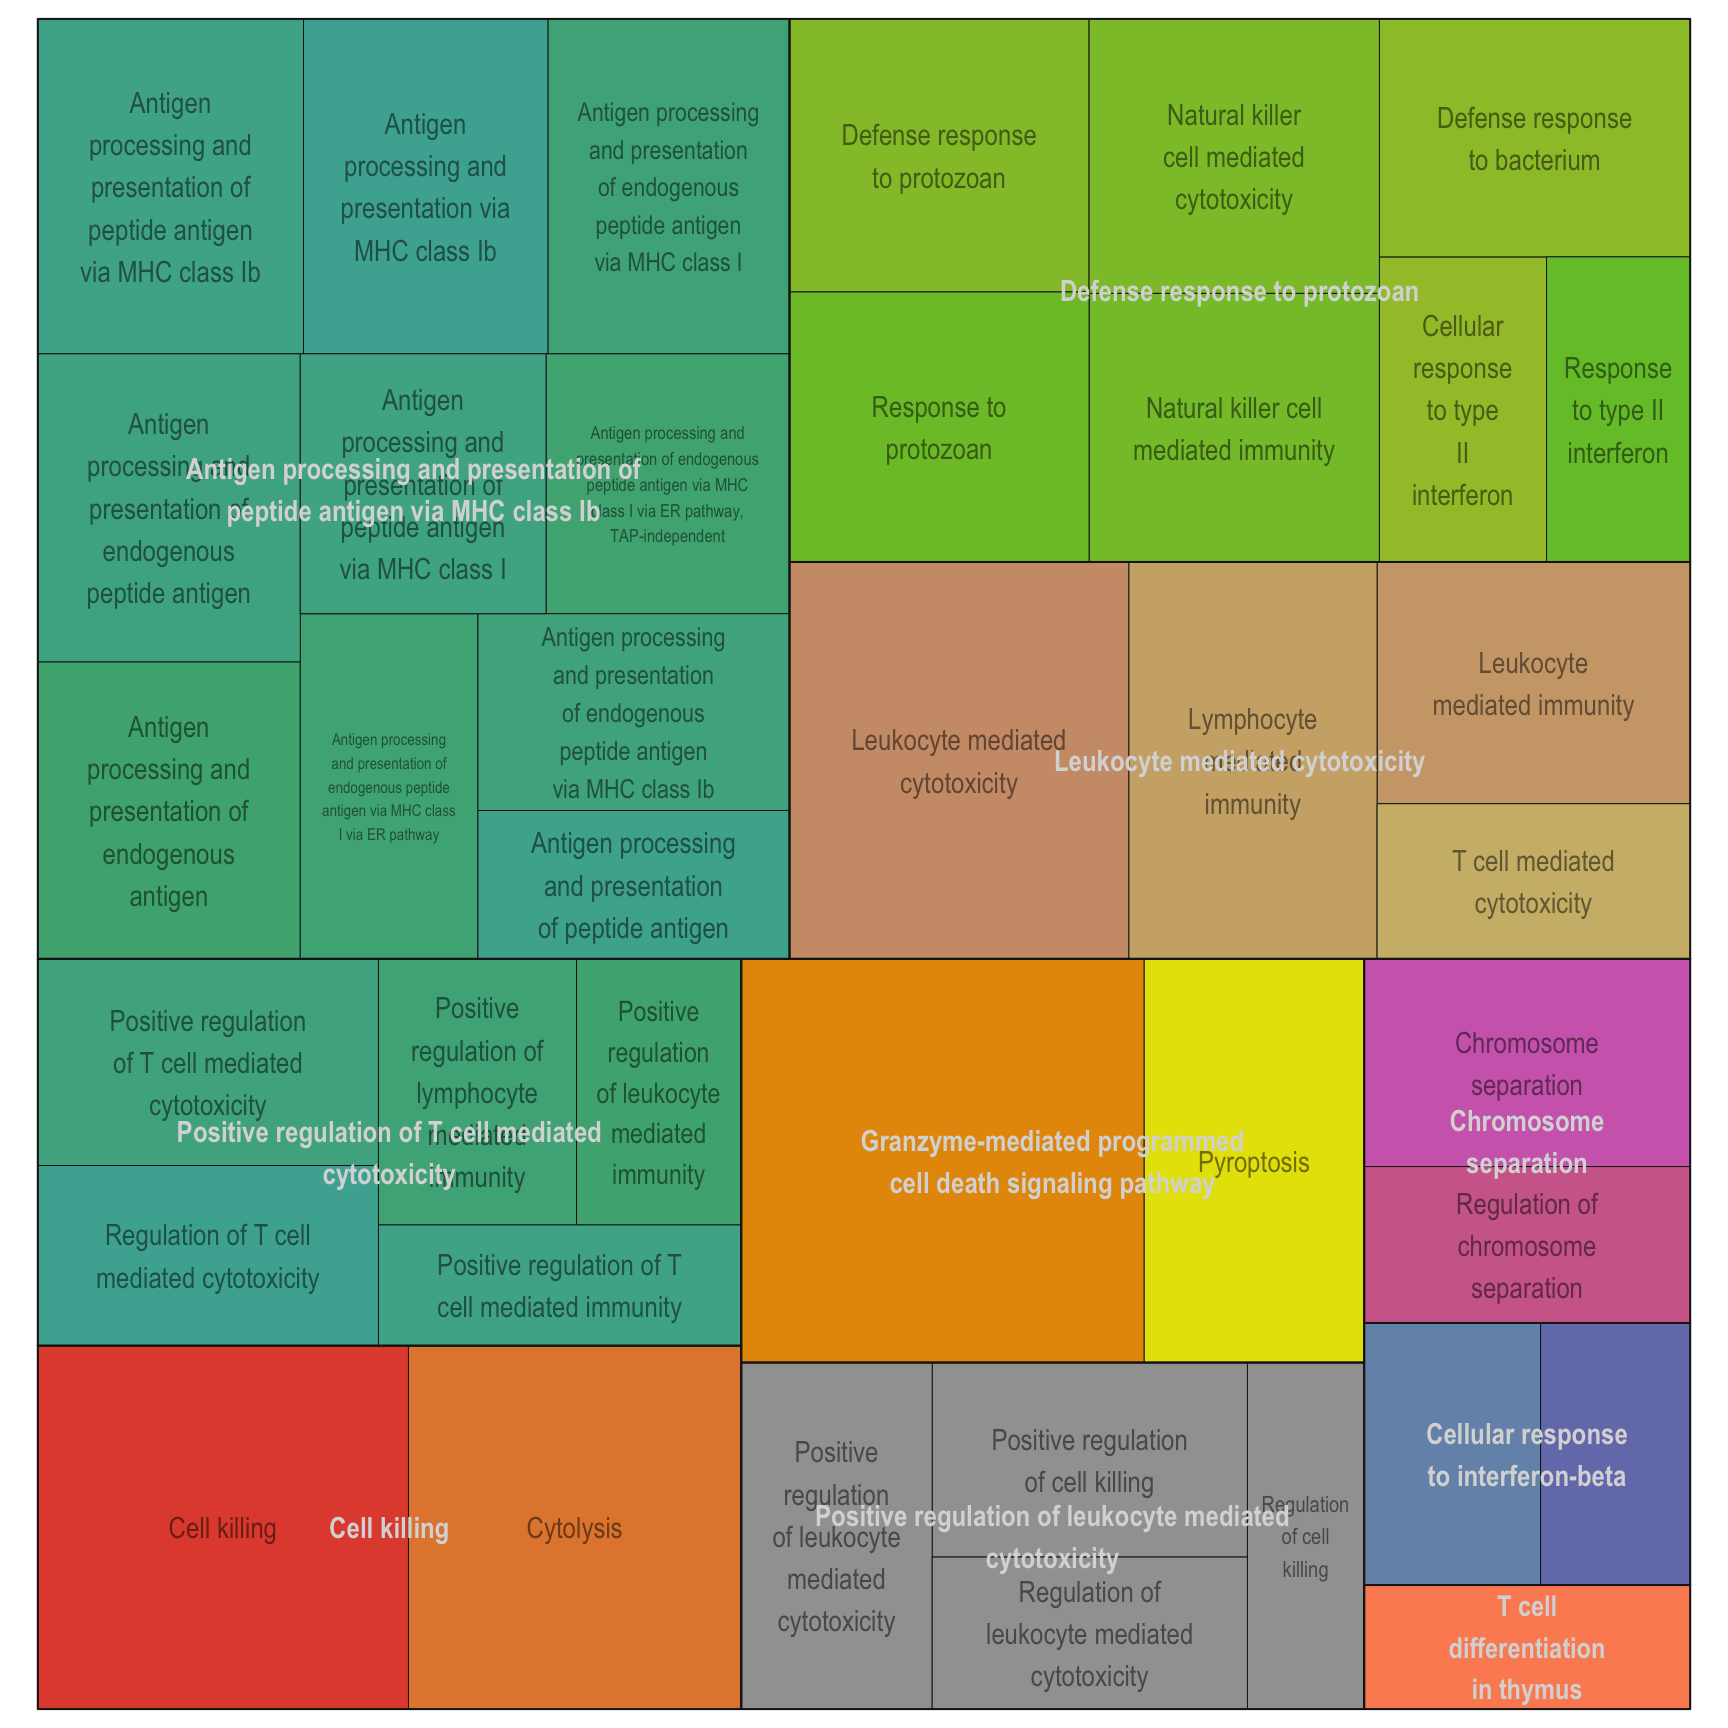 Antigen
processing and
presentation of
peptide antigen
via MHC class Ib
Antigen
processing and
presentation via
MHC class Ib
Antigen processing
and presentation
of endogenous
peptide antigen
via MHC class I
Antigen
processing and
presentation of
endogenous
peptide antigen
Antigen
processing and
presentation of
peptide antigen
via MHC class I
Antigen processing and
presentation of endogenous
peptide antigen via MHC
class I via ER pathway,
TAP-independent
Antigen processing and presentation of
peptide antigen via MHC class Ib
Antigen
processing and
presentation of
endogenous
antigen
Antigen processing
and presentation of
endogenous peptide
antigen via MHC class
I via ER pathway
Antigen processing
and presentation
of endogenous
peptide antigen
via MHC class Ib
Antigen processing
and presentation
of peptide antigen
Defense response
to protozoan
Natural killer
cell mediated
cytotoxicity
Defense response
to bacterium
Defense response to protozoan
Response to
protozoan
Natural killer cell
mediated immunity
Cellular
response
to type
II
interferon
Response
to type II
interferon
Leukocyte mediated
cytotoxicity
Lymphocyte
mediated
immunity
Leukocyte
mediated immunity
Leukocyte mediated cytotoxicity
T cell mediated
cytotoxicity
Positive regulation
of T cell mediated
cytotoxicity
Positive
regulation of
lymphocyte
mediated
immunity
Positive
regulation
of leukocyte
mediated
immunity
Positive regulation of T cell mediated
cytotoxicity
Regulation of T cell
mediated cytotoxicity
Positive regulation of T
cell mediated immunity
Granzyme-mediated programmed
cell death signaling pathway
Pyroptosis
Chromosome
separation
Chromosome
separation
Regulation of
chromosome
separation
Cell killing
Cell killing
Cytolysis
Positive
regulation
of leukocyte
mediated
cytotoxicity
Positive regulation
of cell killing
Regulation
of cell
killing
Positive regulation of leukocyte mediated
cytotoxicity
Regulation of
leukocyte mediated
cytotoxicity
Cellular response
to interferon-beta
T cell
differentiation
in thymus